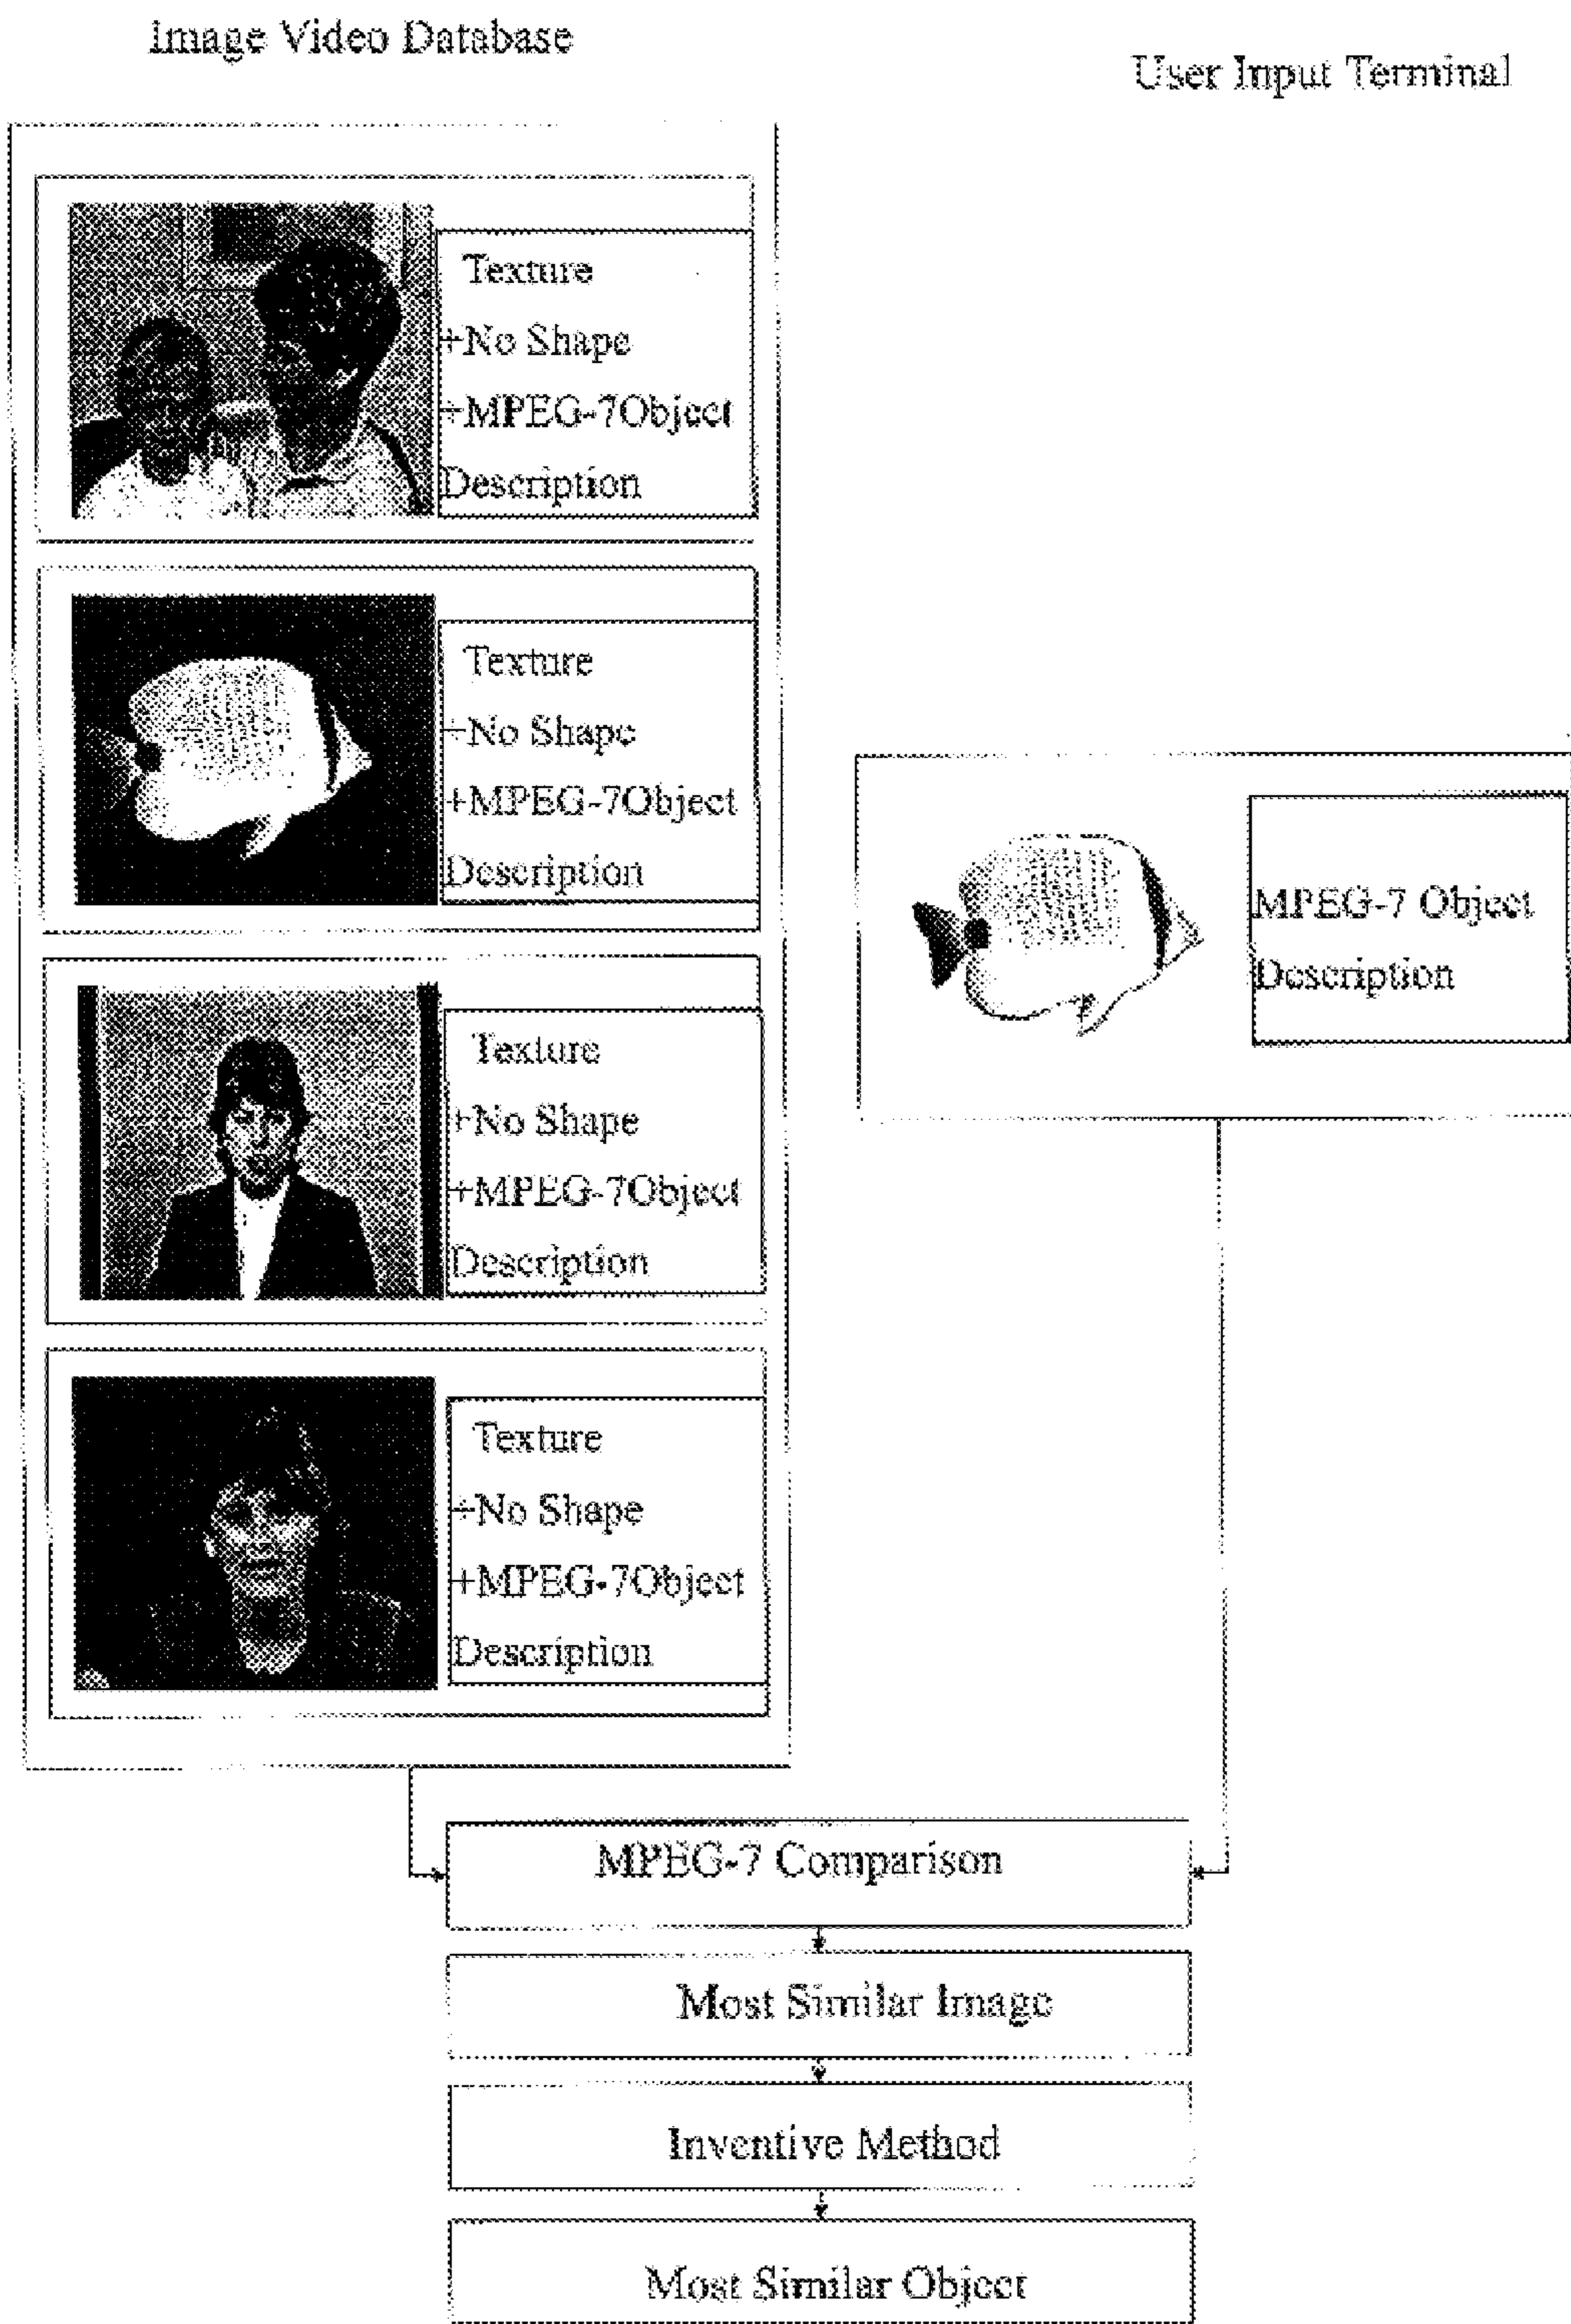 Image Video Database
User Input Terminal
Texture
+No Shape
+MPEG-7Object
Description
Texture
+No Shape
+MPEG-7Object
Description
MPEG-7 Object
Description
Texture
+No Shape
+MPEG-7Object
Description
Texture
+No Shape
+MPEG-7Object
Description
MPEG-7 Comparison
Most Similar Image
Inventive Method
Most Similar Object